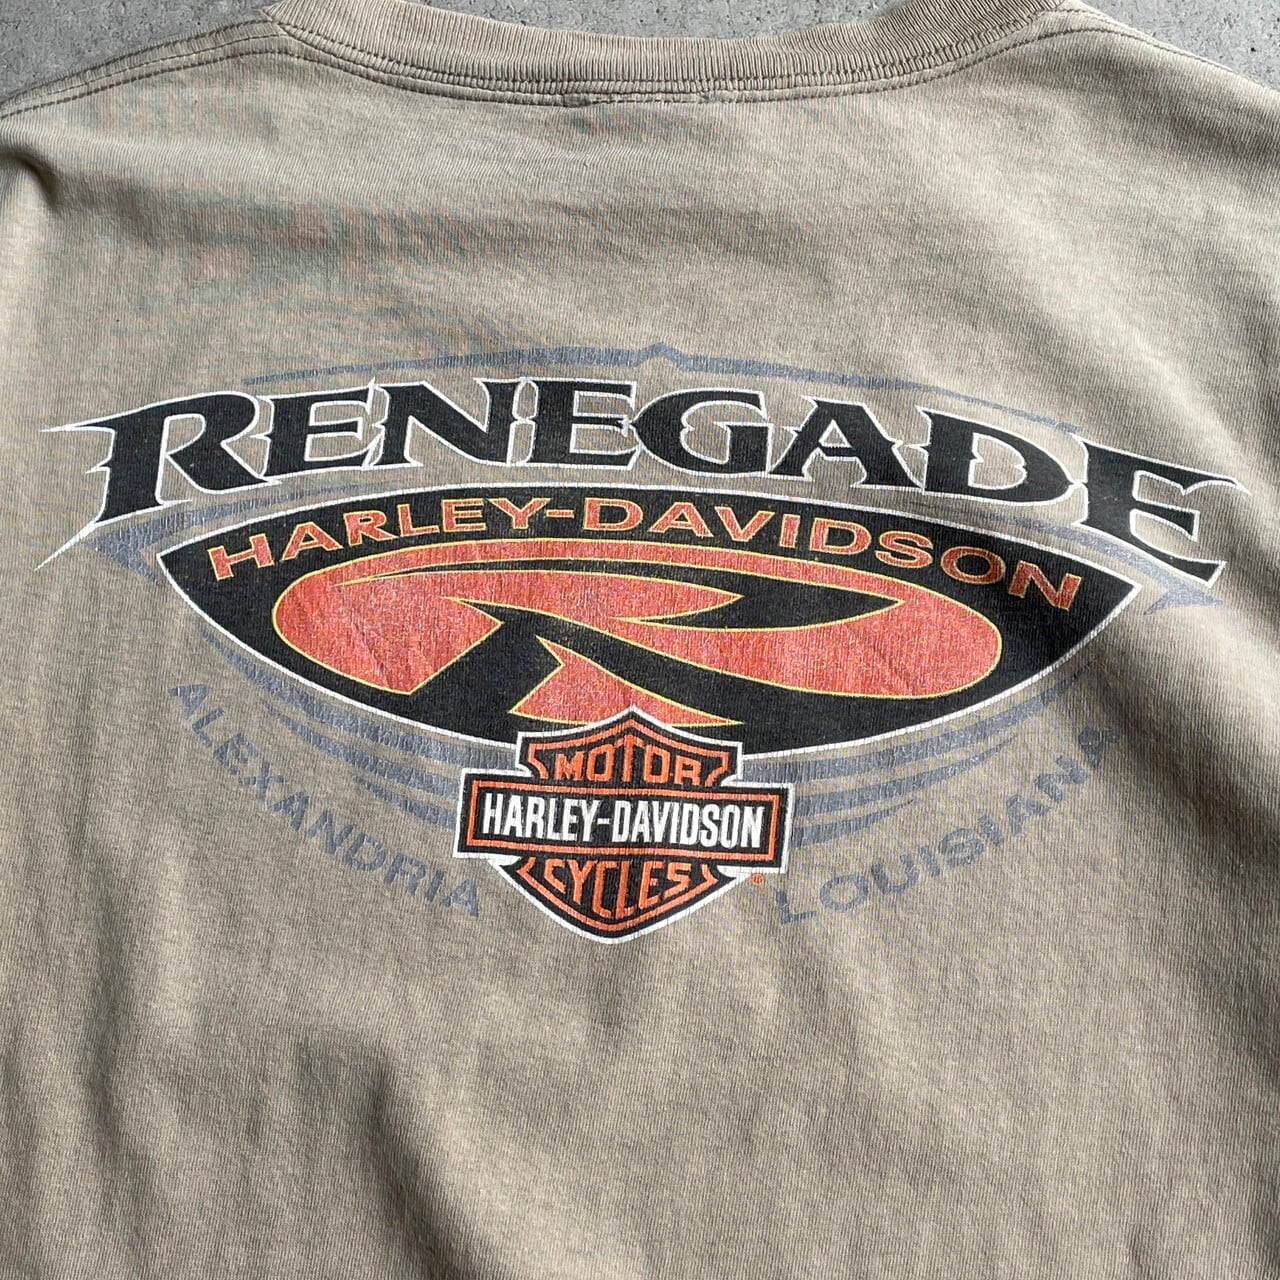 RENEGADE
HARLEY-DAVIDSON
R
MOTOR
HARLEY-DAVIDSON
CYCLES
®
ALEXANDRIA
LOUISIANA